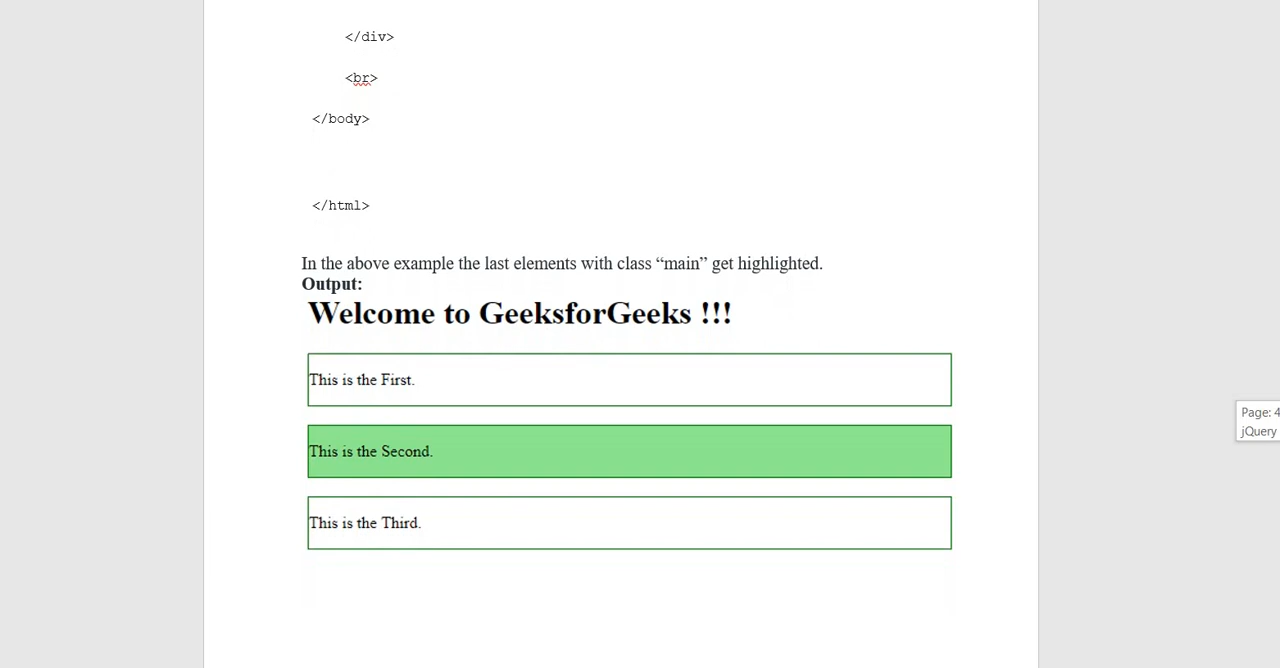 </div>
<br>
</body>
</html>
In the above example the last elements with class “main” get highlighted.
Output:
Welcome to GeeksforGeeks !!!
This is the First.
This is the Second.
This is the Third.
Page: 4
jQuery